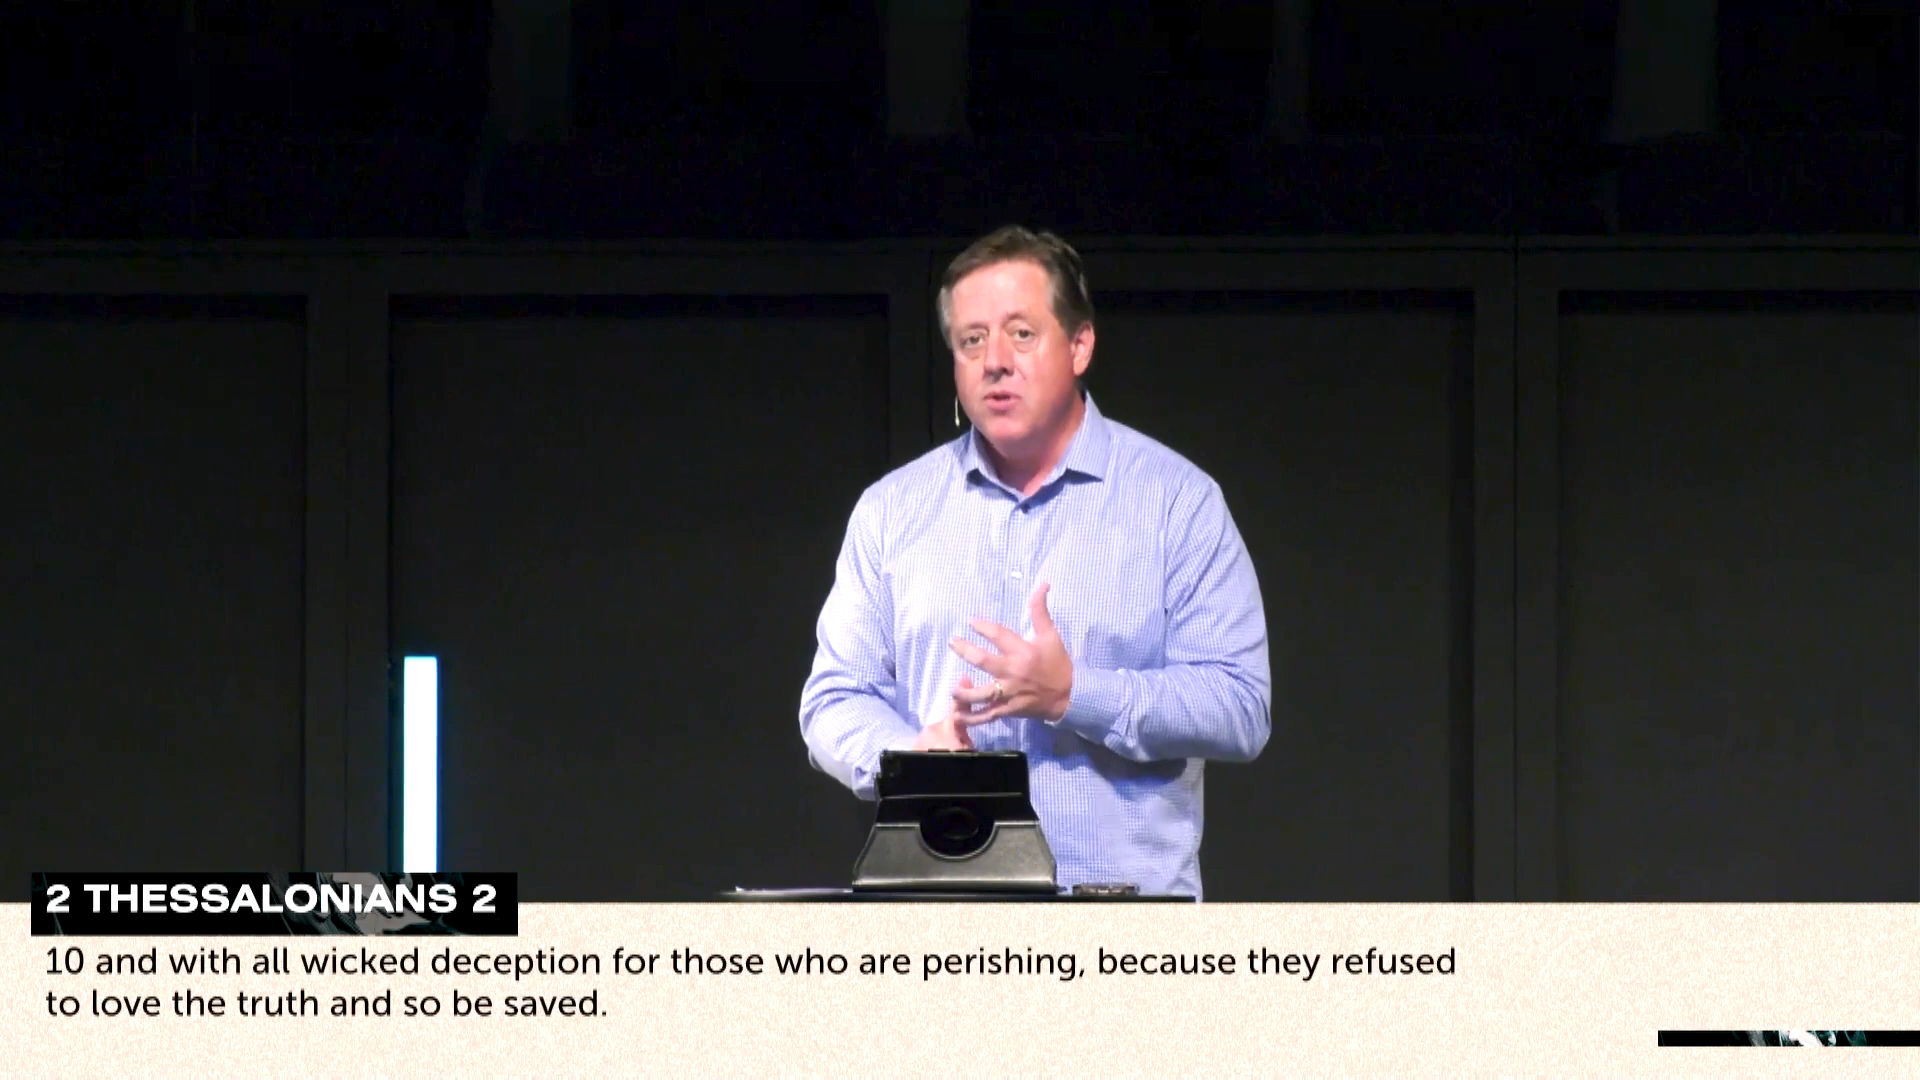 2 THESSALONIANS 2
10 and with all wicked deception for those who are perishing, because they refused
to love the truth and so be saved.